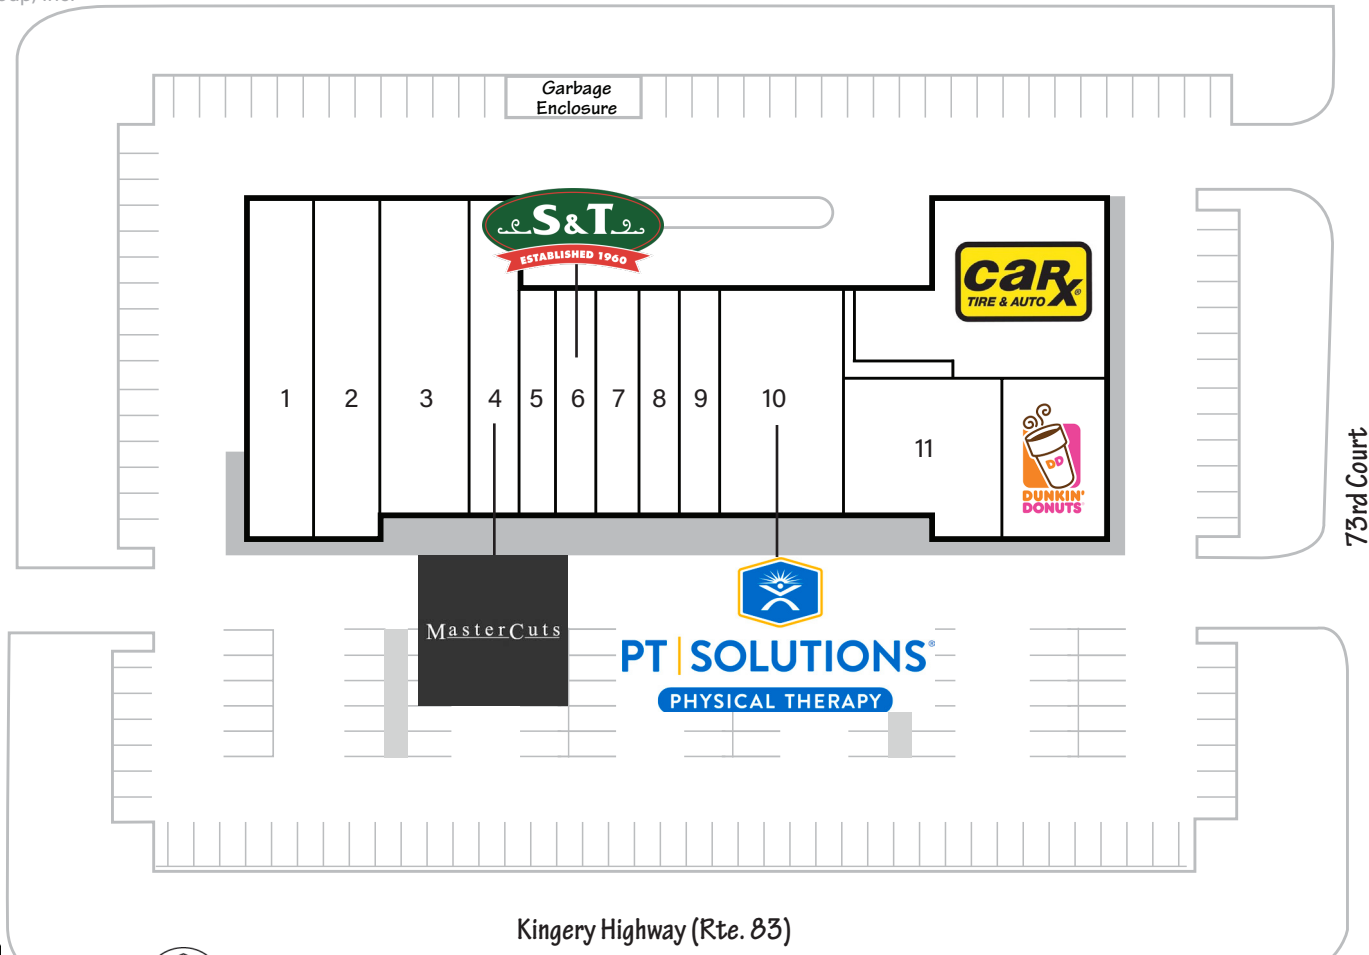 Garbage
Enclosure
S&T
ESTABLISHED 1960
CAR X®
TIRE & AUTO
1
2
3
4
5
6
7
8
9
10
11
DD
DUNKIN'
DONUTS
73rd Court
MasterCuts
PT|SOLUTIONS®
PHYSICAL THERAPY
Kingery Highway (Rte. 83)